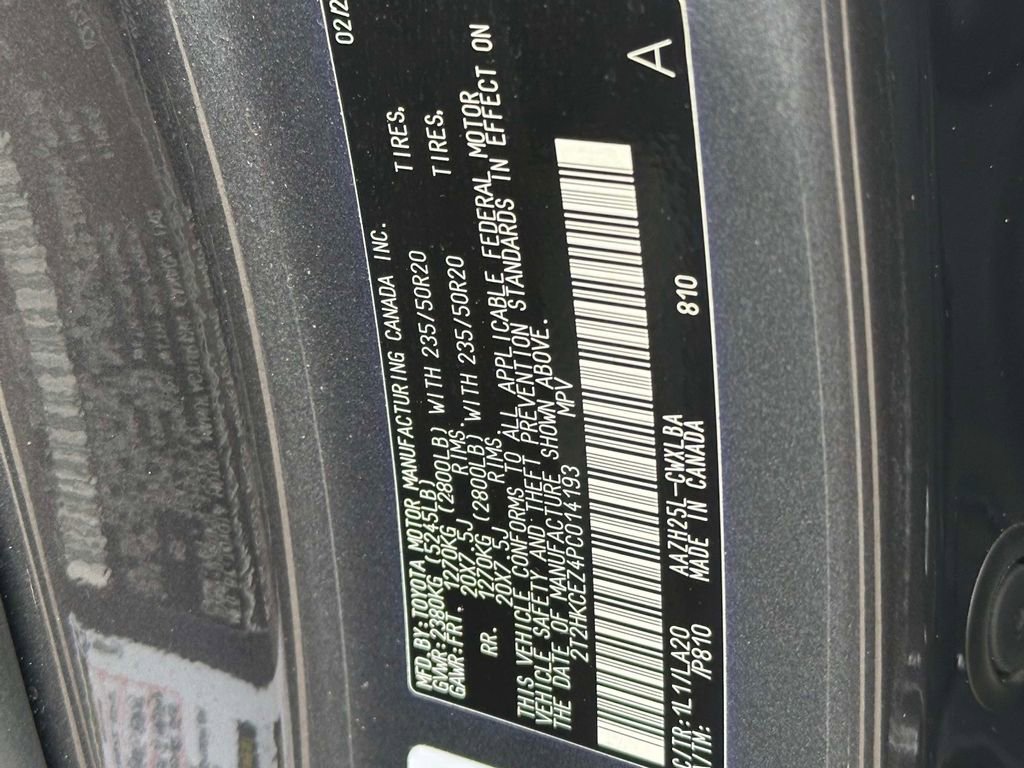 MFD.BY:TOYOTA MOTOR MANUFACTURING CANADA INC. 02/2
GVWR:2380KG (5245LB)
GAWR:FRT. 1270KG (2800LB) WITH 235/50R20 TIRES.
20X7.5J RIMS.
RR. 1270KG (2800LB) WITH 235/50R20 TIRES.
20X7.5J RIMS.
THIS VEHICLE CONFORMS TO ALL APPLICABLE FEDERAL MOTOR
VEHICLE SAFETY,AND THEFT PREVENTION STANDARDS IN EFFECT ON
THE DATE OF MANUFACTURE SHOWN ABOVE.
2T2HKCEZ4PC014193 MPV
C/TR:1L1/LA20 AAZH25L-CWXLBA
A/TM: /P810 MADE IN CANADA 810 A